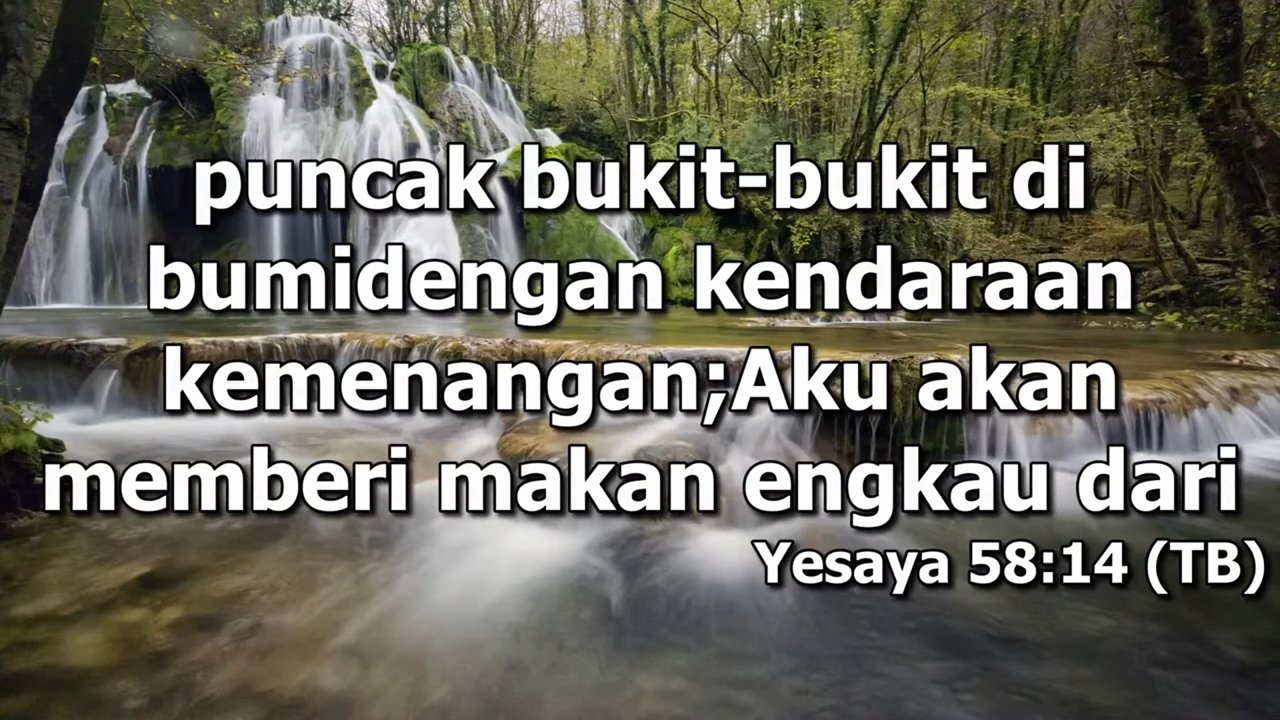 puncak bukit-bukit di
bumidengan kendaraan
kemenangan;Aku akan
memberi makan engkau dari
Yesaya 58:14 (TB)